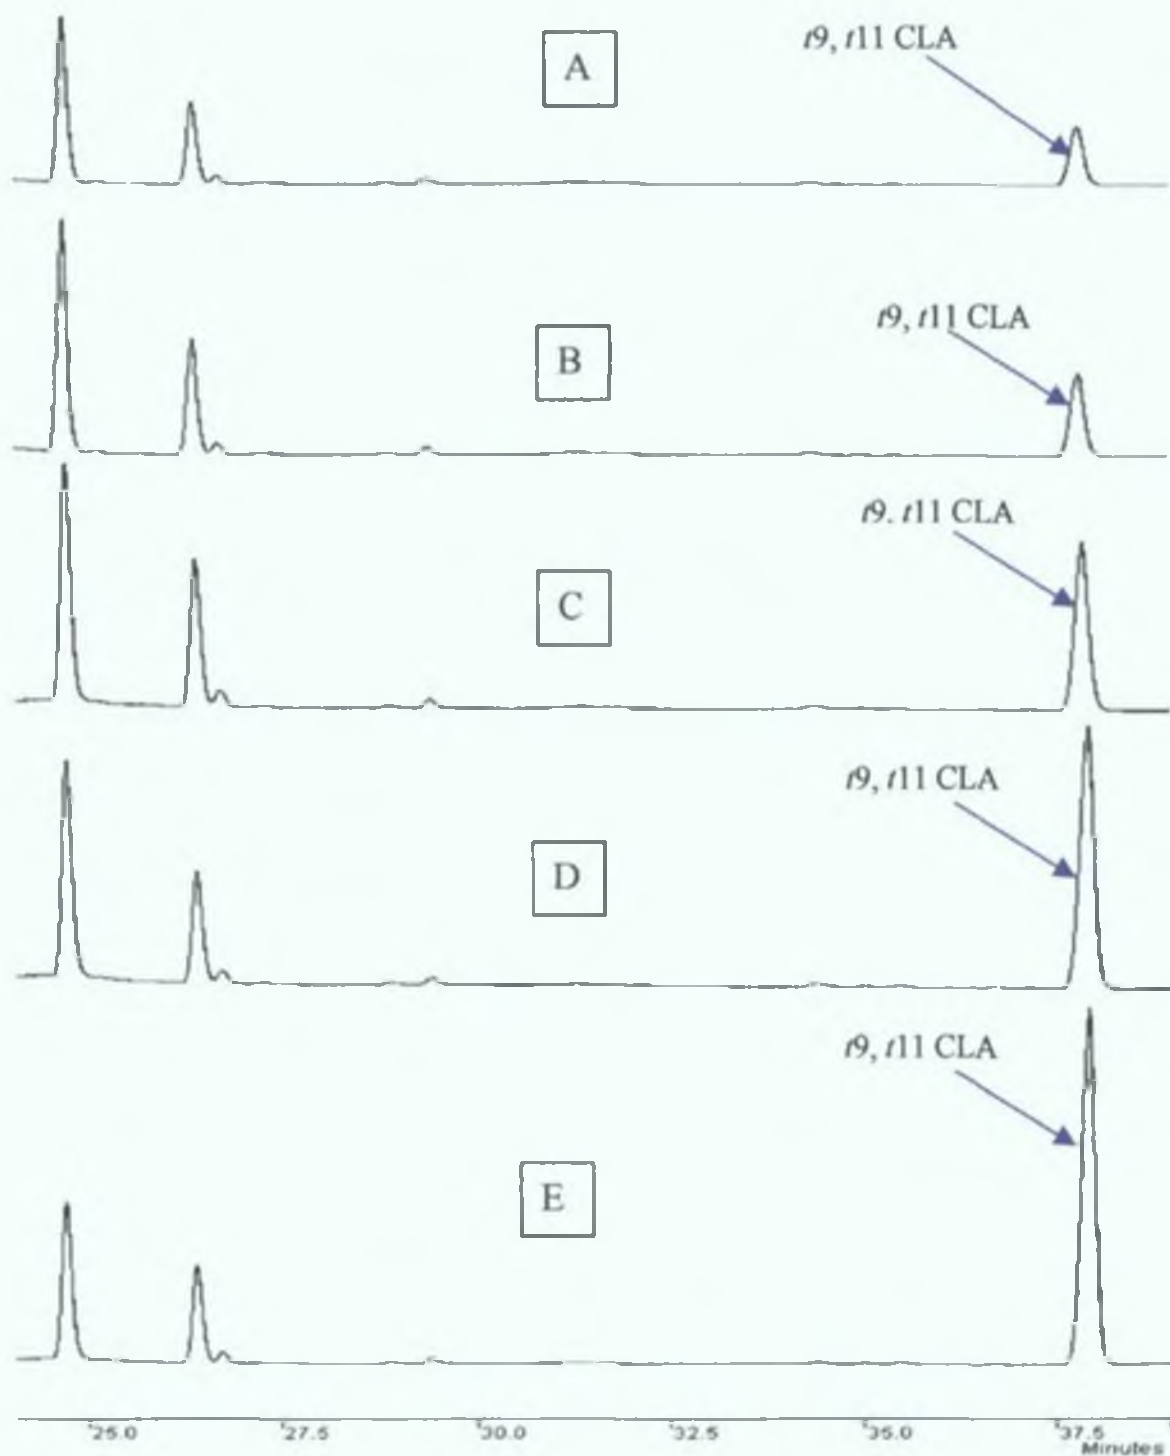 A
t9, t11 CLA
B
t9, t11 CLA
C
t9. t11 CLA
D
t9, t11 CLA
E
t9, t11 CLA
25.0 27.5 30.0 32.5 35.0 37.5
Minutes